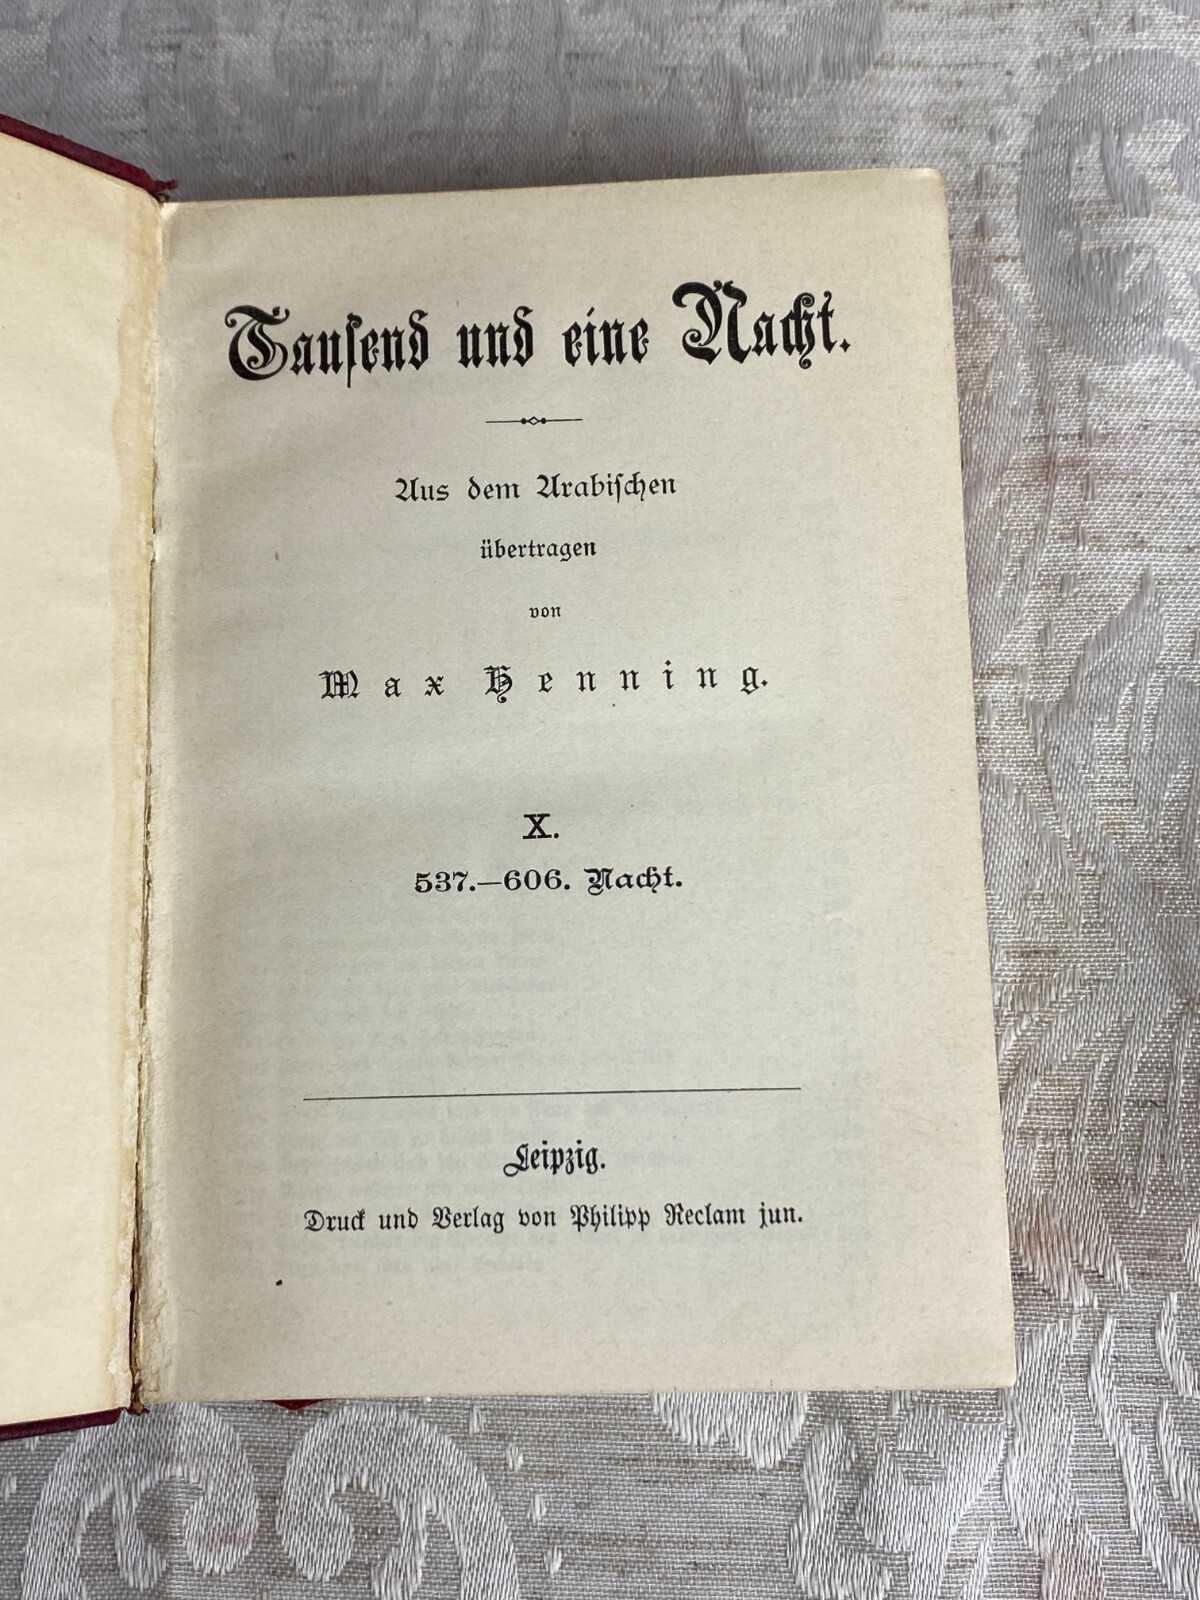 Tauſend und eine Nacht.
Aus dem Arabiſchen
übertragen
von
Max Henning.
X.
537.—606. Nacht.
Leipzig.
Druck und Verlag von Philipp Reclam jun.